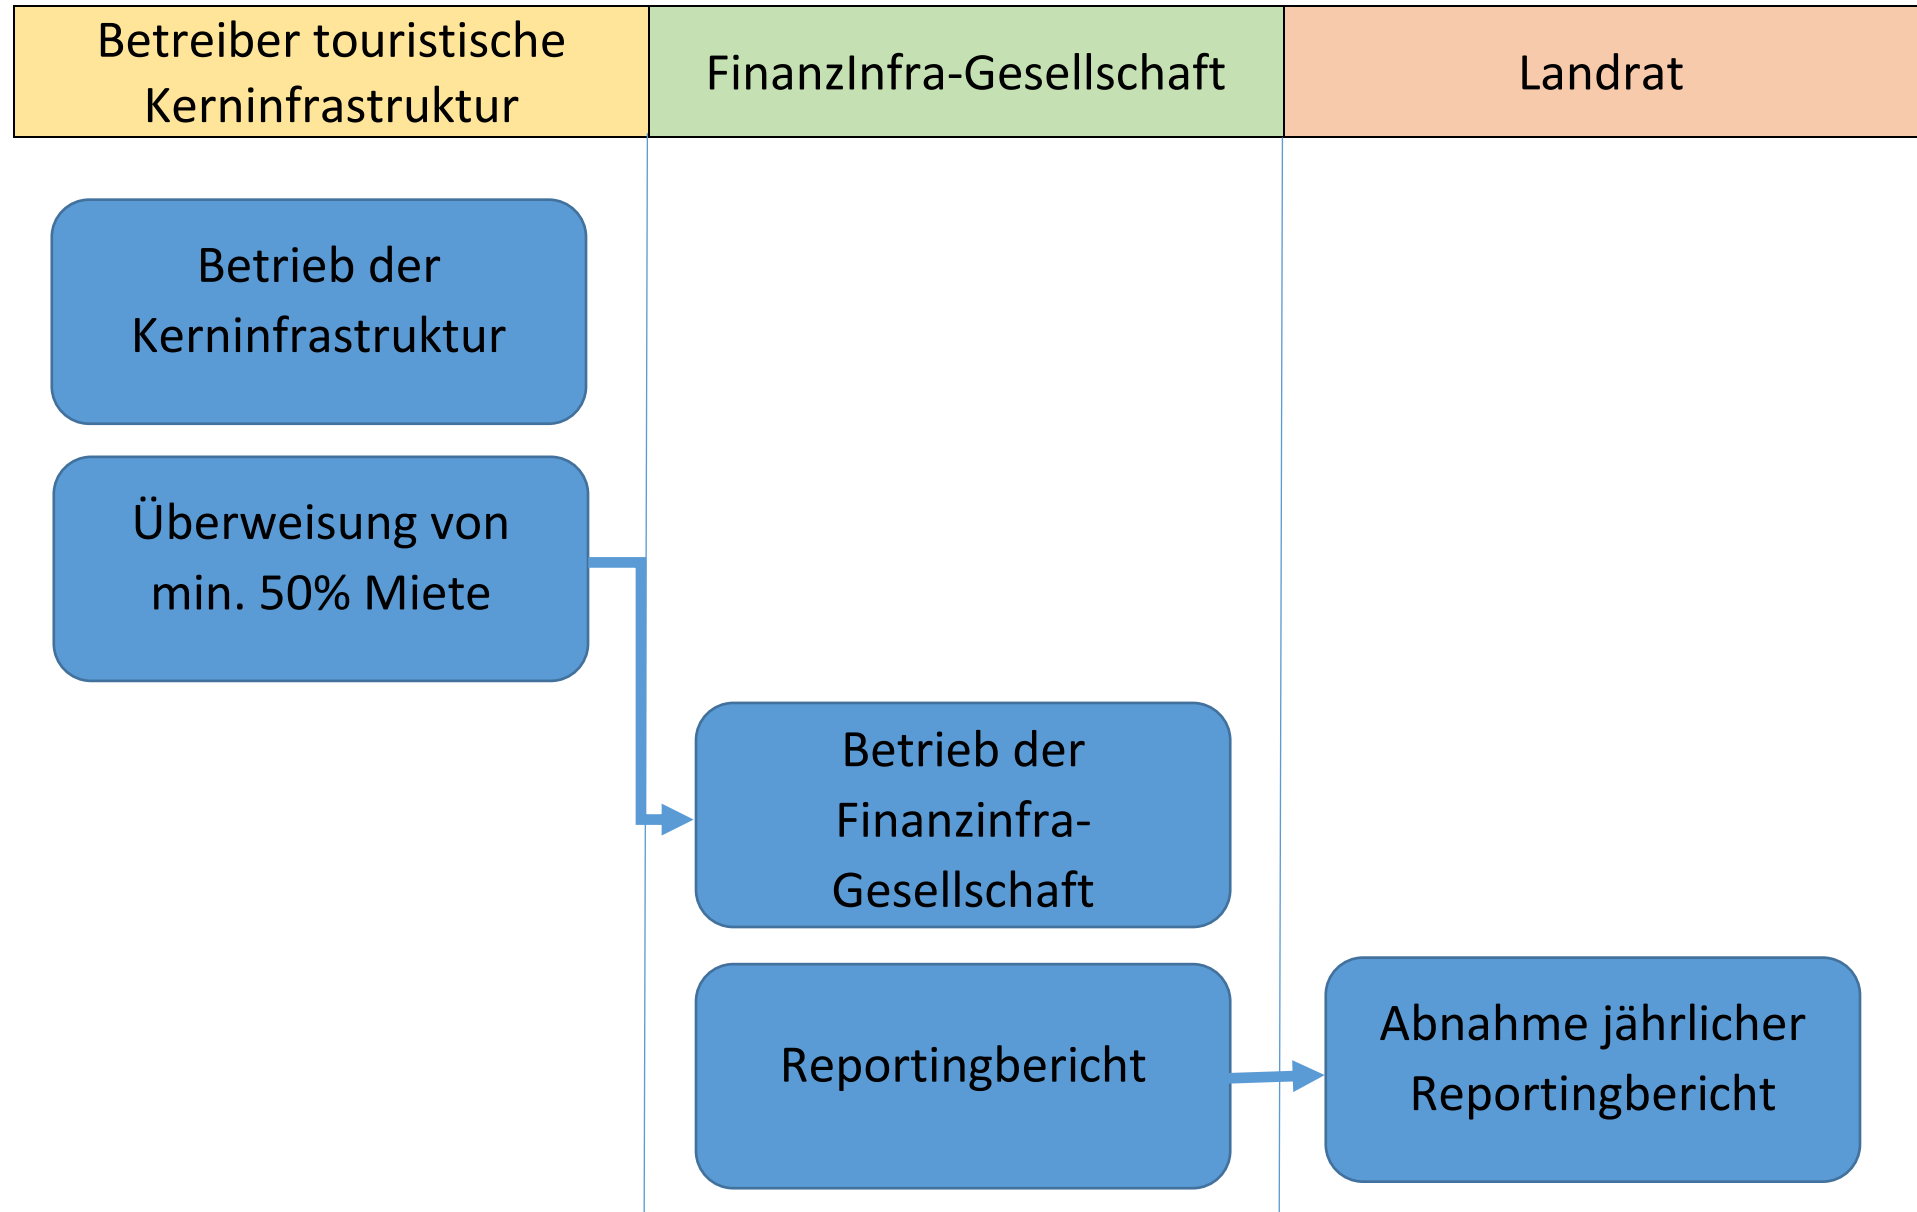 Betreiber touristische
Kerninfrastruktur
FinanzInfra-Gesellschaft
Landrat
Betrieb der
Kerninfrastruktur
Überweisung von
min. 50% Miete
Betrieb der
Finanzinfra-
Gesellschaft
Reportingbericht
Abnahme jährlicher
Reportingbericht